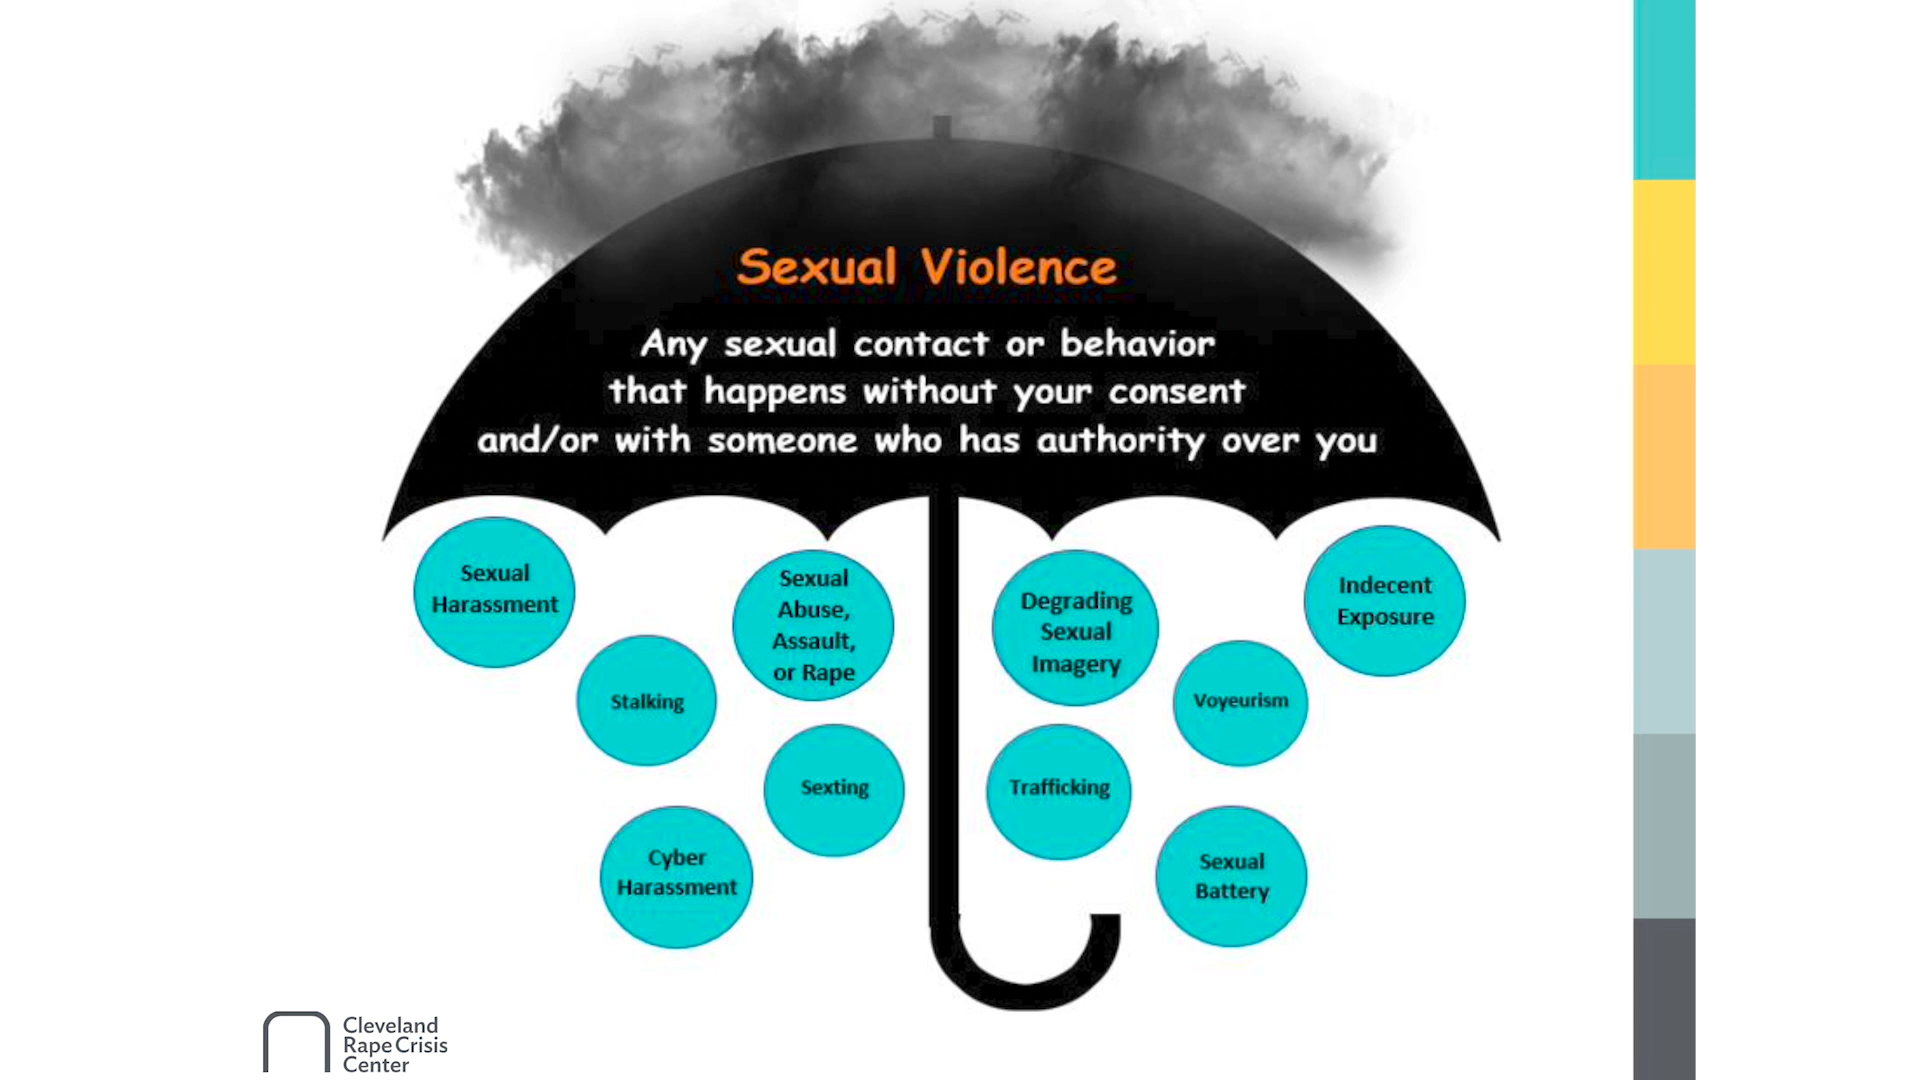 Sexual Violence
Any sexual contact or behavior
that happens without your consent
and/or with someone who has authority over you
Sexual
Harassment
Stalking
Sexual
Abuse,
Assault,
or Rape
Sexting
Cyber
Harassment
Degrading
Sexual
Imagery
Trafficking
Voyeurism
Indecent
Exposure
Sexual
Battery
Cleveland
Rape Crisis
Center